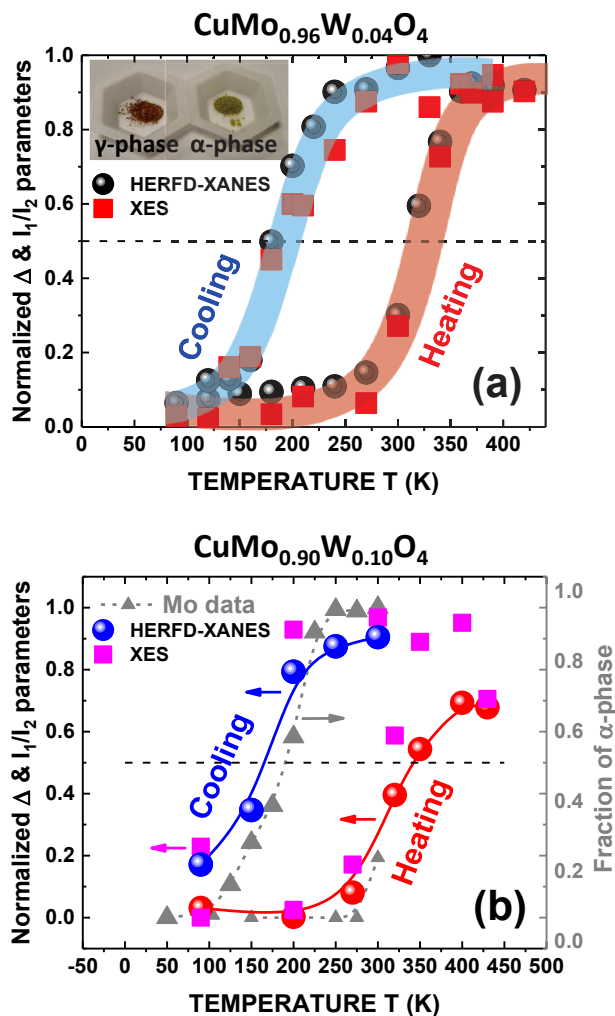 CuMo0.96W0.04O4
Normalized Δ & I1/I2 parameters
1.0
0.8
0.6
0.4
0.2
0.0
γ-phase α-phase
HERFD-XANES
XES
Cooling
Heating
(a)
0 50 100 150 200 250 300 350 400
TEMPERATURE T (K)
CuMo0.90W0.10O4
Normalized Δ & I1/I2 parameters
1.0
0.8
0.6
0.4
0.2
0.0
Mo data
HERFD-XANES
XES
Cooling
Heating
(b)
1.0
0.8
0.6
0.4
0.2
0.0
Fraction of α-phase
-50 0 50 100 150 200 250 300 350 400 450 500
TEMPERATURE T (K)